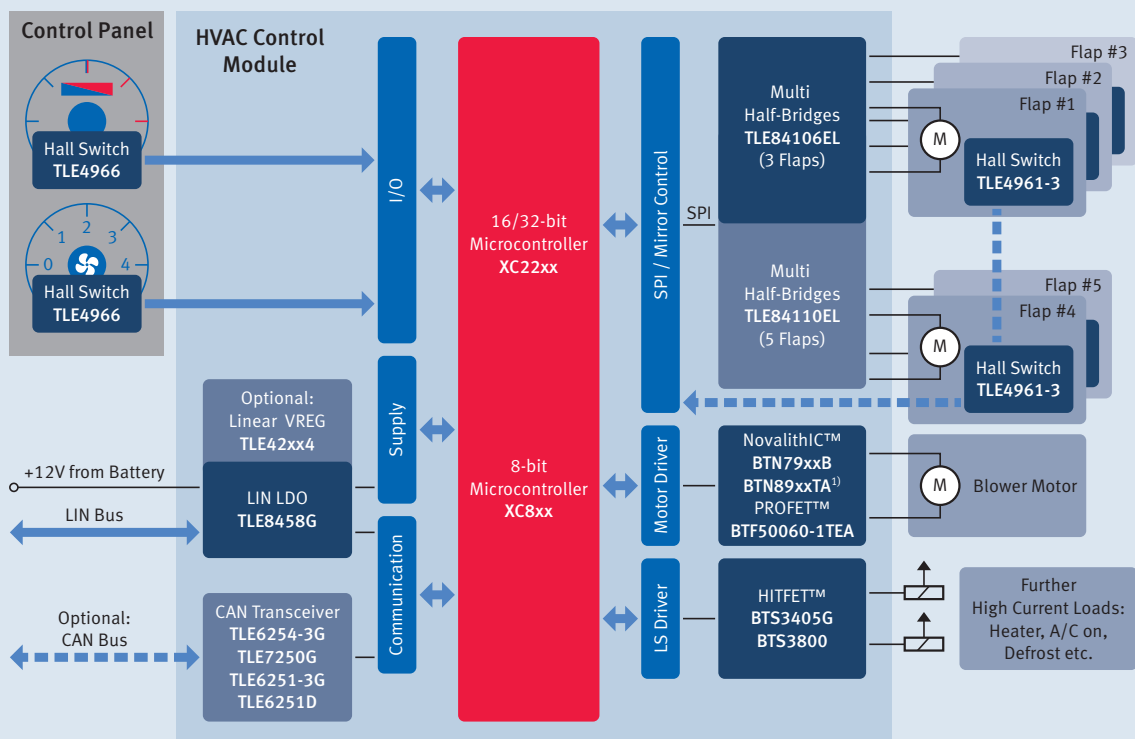 Control Panel
Hall Switch
TLE4966
0
1
2
3
4
Hall Switch
TLE4966
HVAC Control
Module
I/O
Supply
Communication
Optional:
Linear VREG
TLE42xx4
+12V from Battery
LIN LDO
TLE8458G
LIN Bus
Optional:
CAN Bus
CAN Transceiver
TLE6254-3G
TLE7250G
TLE6251-3G
TLE6251D
16/32-bit
Microcontroller
XC22xx
8-bit
Microcontroller
XC8xx
SPI / Mirror Control
Motor Driver
LS Driver
SPI
Multi
Half-Bridges
TLE84106EL
(3 Flaps)
Multi
Half-Bridges
TLE84110EL
(5 Flaps)
NovalithIC™
BTN79xxB
BTN89xxTA1)
PROFET™
BTF50060-1TEA
HITFET™
BTS3405G
BTS3800
Flap #3
Flap #2
Flap #1
M
Hall Switch
TLE4961-3
Flap #5
Flap #4
M
Hall Switch
TLE4961-3
M
Blower Motor
Further
High Current Loads:
Heater, A/C on,
Defrost etc.